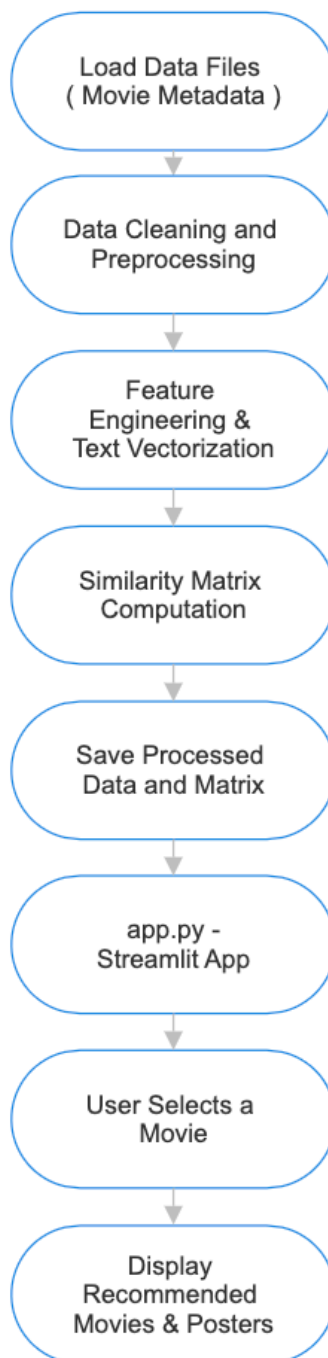 Load Data Files
( Movie Metadata )
Data Cleaning and
Preprocessing
Feature
Engineering &
Text Vectorization
Similarity Matrix
Computation
Save Processed
Data and Matrix
app.py -
Streamlit App
User Selects a
Movie
Display
Recommended
Movies & Posters